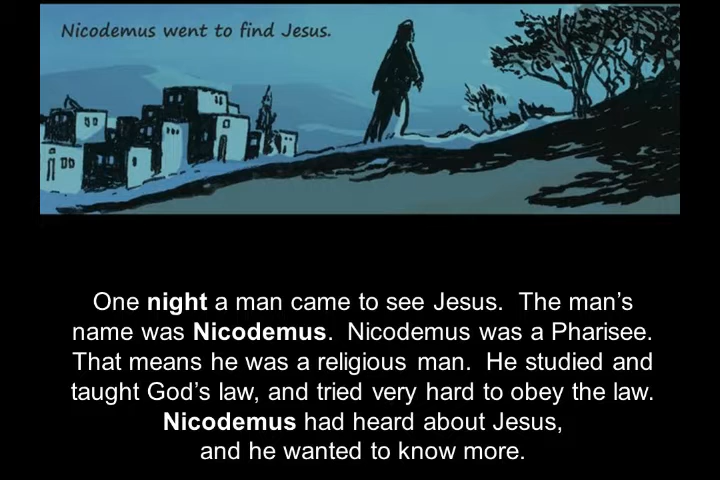 Nicodemus went to find Jesus.
One night a man came to see Jesus.  The man’s
name was Nicodemus.  Nicodemus was a Pharisee.
That means he was a religious man.  He studied and
taught God’s law, and tried very hard to obey the law.
Nicodemus had heard about Jesus,
and he wanted to know more.